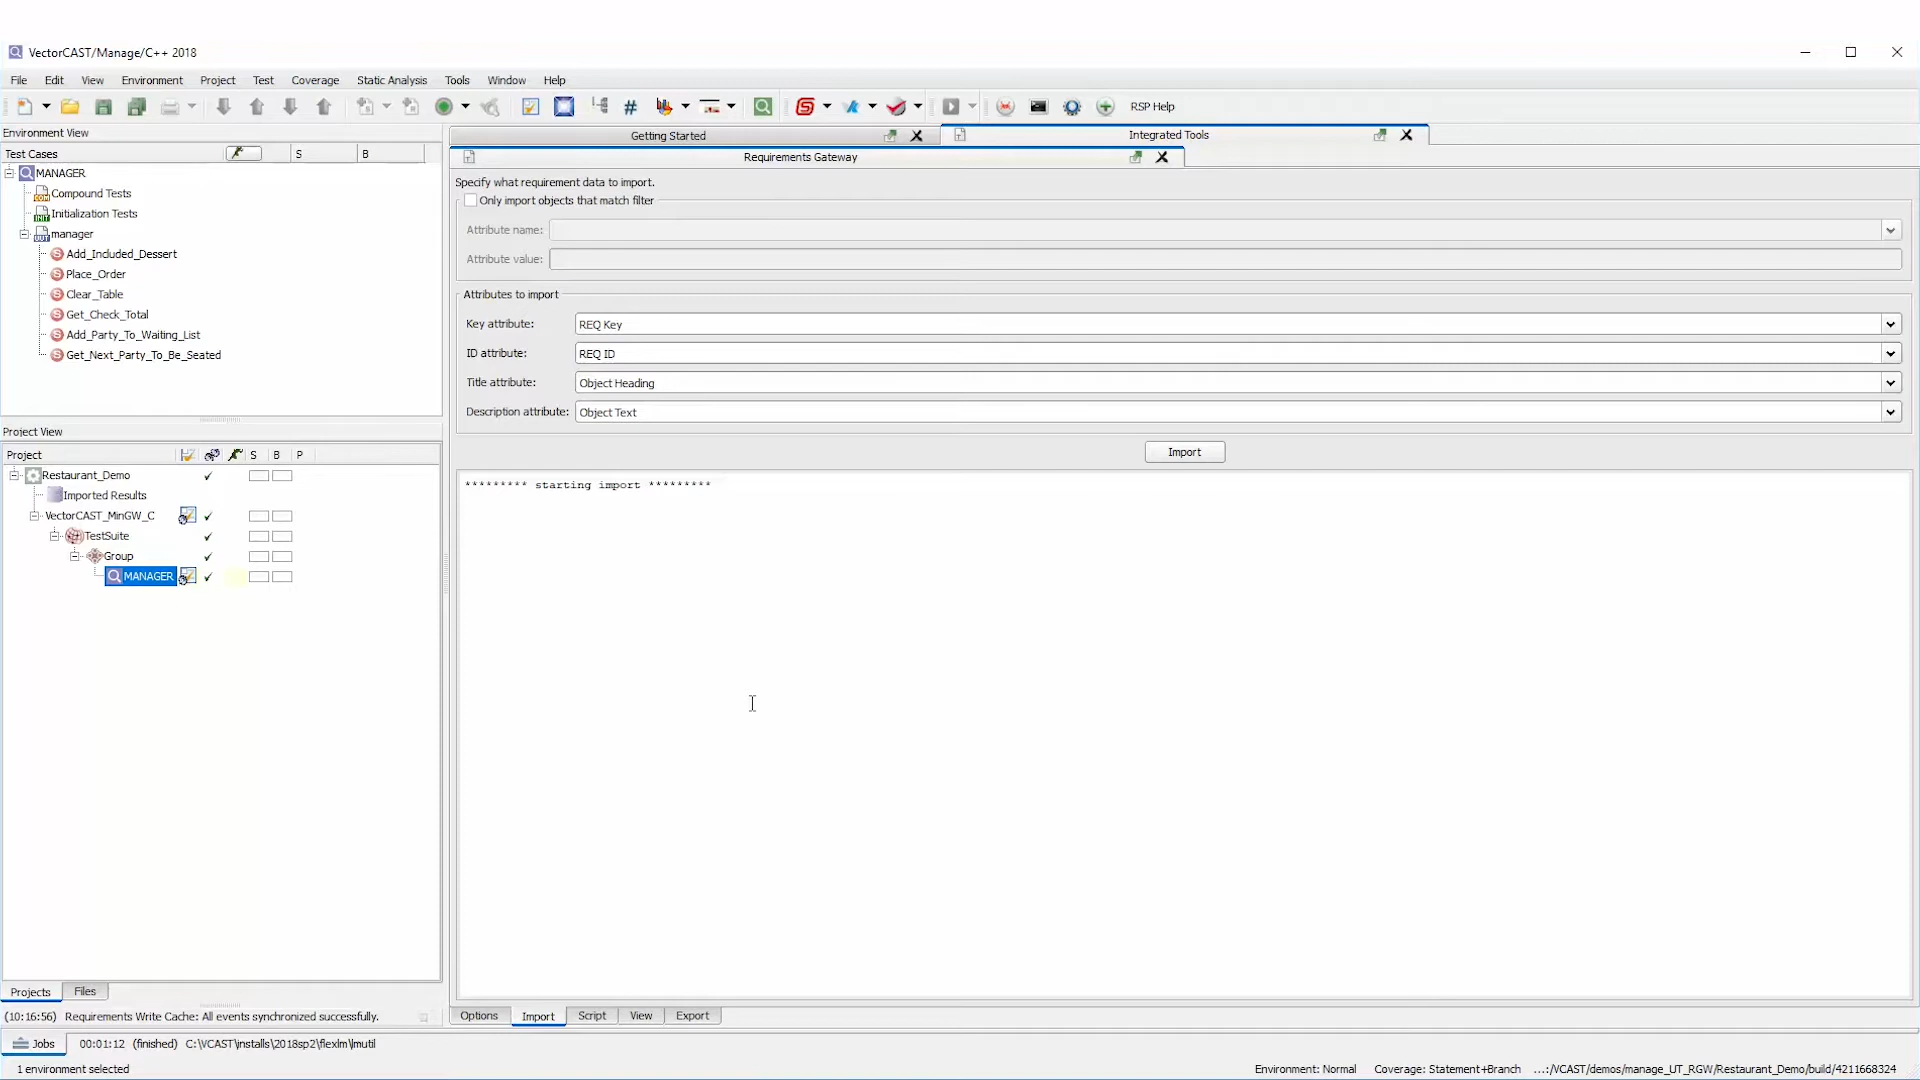 VectorCAST/Manage/C++ 2018
File Edit View Environment Project Test Coverage Static Analysis Tools Window Help
RSP Help
Environment View
Test Cases S B
MANAGER
Compound Tests
Initialization Tests
manager
Add_Included_Dessert
Place_Order
Clear_Table
Get_Check_Total
Add_Party_To_Waiting_List
Get_Next_Party_To_Be_Seated
Project View
Project S B P
Restaurant_Demo
Imported Results
VectorCAST_MinGW_C
TestSuite
Group
MANAGER
Projects Files
(10:16:56) Requirements Write Cache: All events synchronized successfully.
Getting Started Integrated Tools
Requirements Gateway
Specify what requirement data to import.
Only import objects that match filter
Attribute name:
Attribute value:
Attributes to import
Key attribute: REQ Key
ID attribute: REQ ID
Title attribute: Object Heading
Description attribute: Object Text
Import
********* starting import *********
Options Import Script View Export
Jobs 00:01:12 (finished) C:\VCAST\installs\2018sp2\flexlm\lmutil
1 environment selected Environment: Normal Coverage: Statement+Branch ...:/VCAST/demos/manage_UT_RGW/Restaurant_Demo/build/4211668324